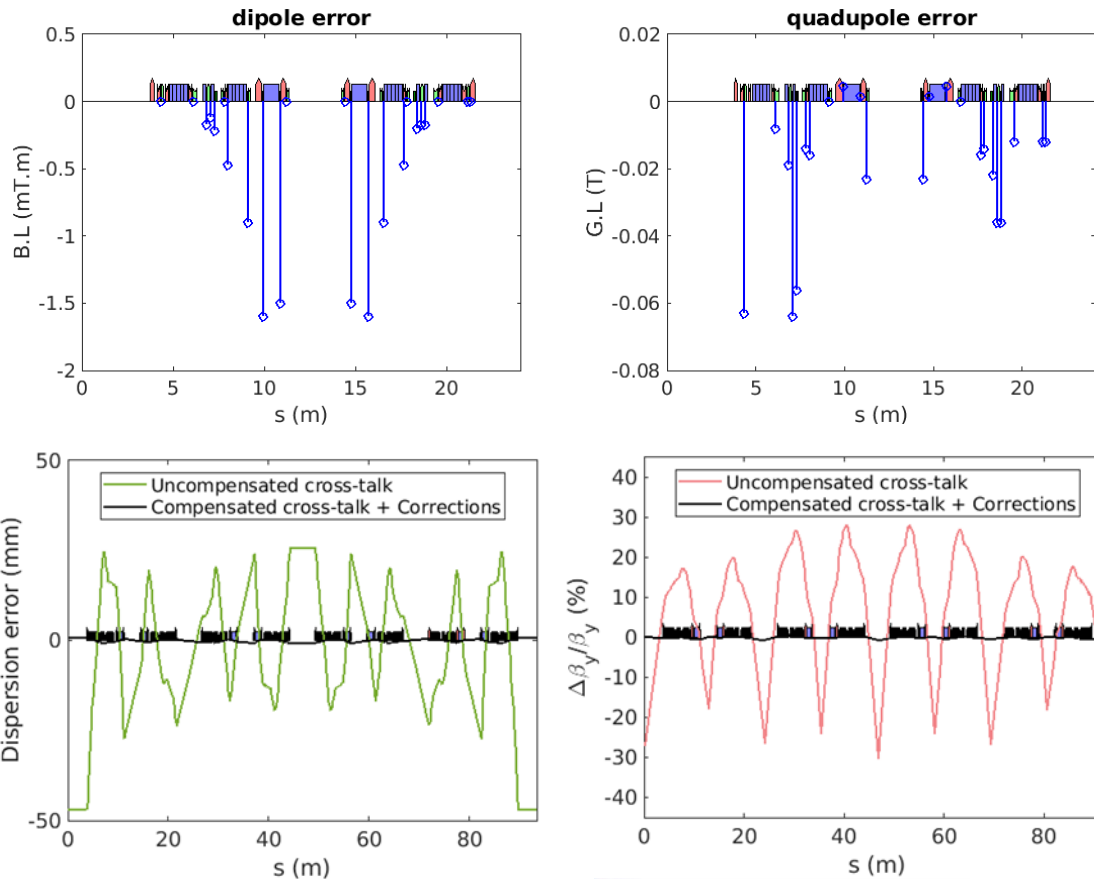 dipole error
0.5
0
-0.5
-1
-1.5
-2
B.L (mT.m)
0 5 10 15 20
s (m)
quadupole error
0.02
0
-0.02
-0.04
-0.06
-0.08
G.L (T)
0 5 10 15 20
s (m)
50
0
-50
Dispersion error (mm)
Uncompensated cross-talk
Compensated cross-talk + Corrections
0 20 40 60 80
s (m)
40
30
20
10
0
-10
-20
-30
-40
Δβy/βy (%)
Uncompensated cross-talk
Compensated cross-talk + Corrections
0 20 40 60 80
s (m)